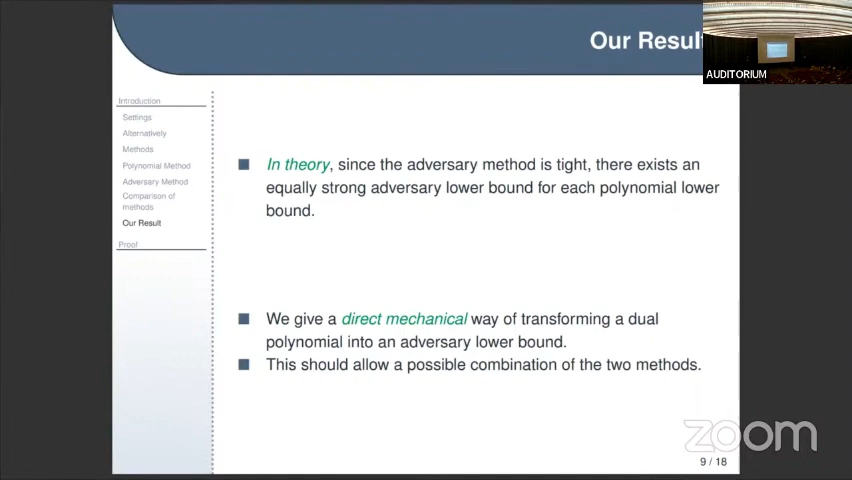 Our Result
AUDITORIUM
Introduction
Settings
Alternatively
Methods
Polynomial Method
Adversary Method
Comparison of
methods
Our Result
Proof
In theory, since the adversary method is tight, there exists an
equally strong adversary lower bound for each polynomial lower
bound.
We give a direct mechanical way of transforming a dual
polynomial into an adversary lower bound.
This should allow a possible combination of the two methods.
zoom
9 / 18